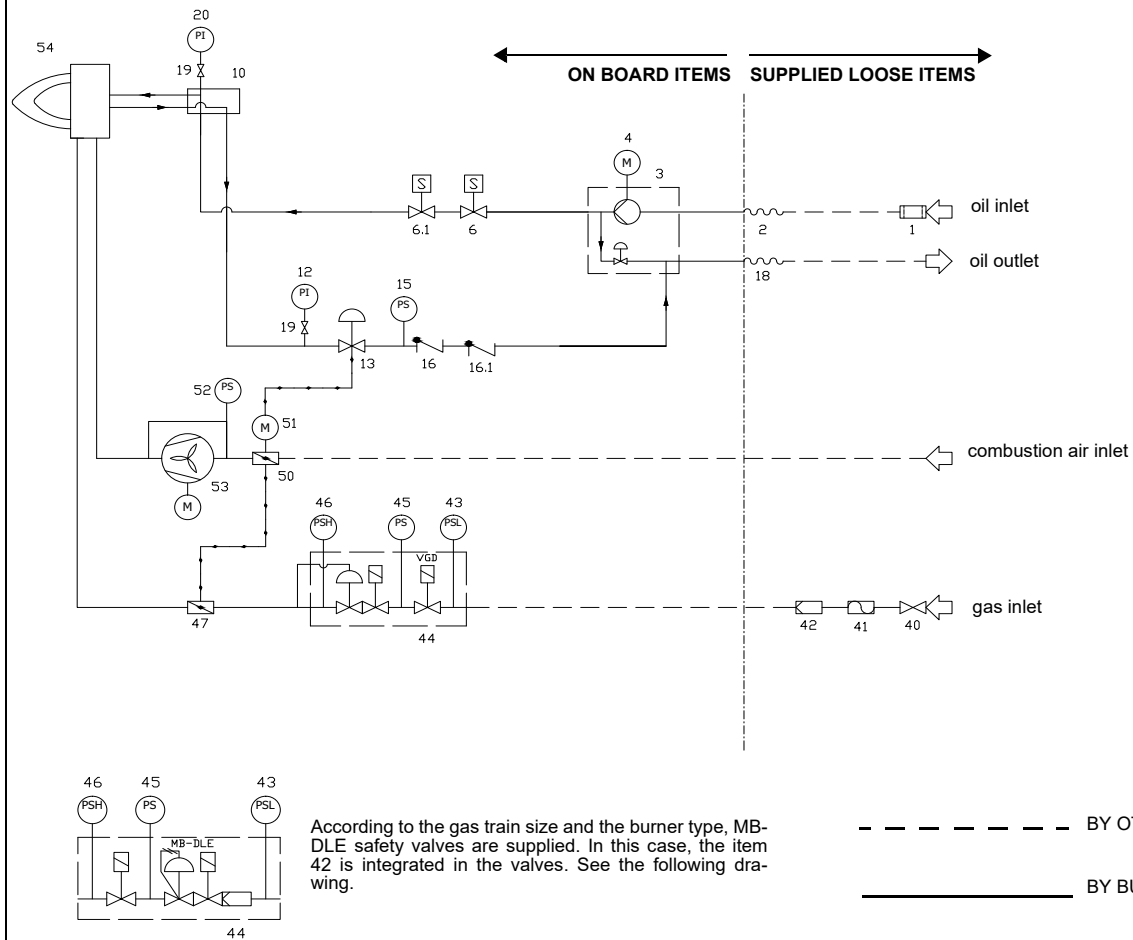 20
54
PI
19
10
ON BOARD ITEMS
SUPPLIED LOOSE ITEMS
4
M
3
S
S
6.1
6
2
1
oil inlet
oil outlet
18
12
PI
19
15
PS
13
16
16.1
52
PS
51
M
50
53
M
combustion air inlet
46
PSH
45
PS
43
PSL
VGD
47
44
42
41
40
gas inlet
46
PSH
45
PS
43
PSL
MB-DLE
44
According to the gas train size and the burner type, MB-
DLE safety valves are supplied. In this case, the item
42 is integrated in the valves. See the following dra-
wing.
BY
BY